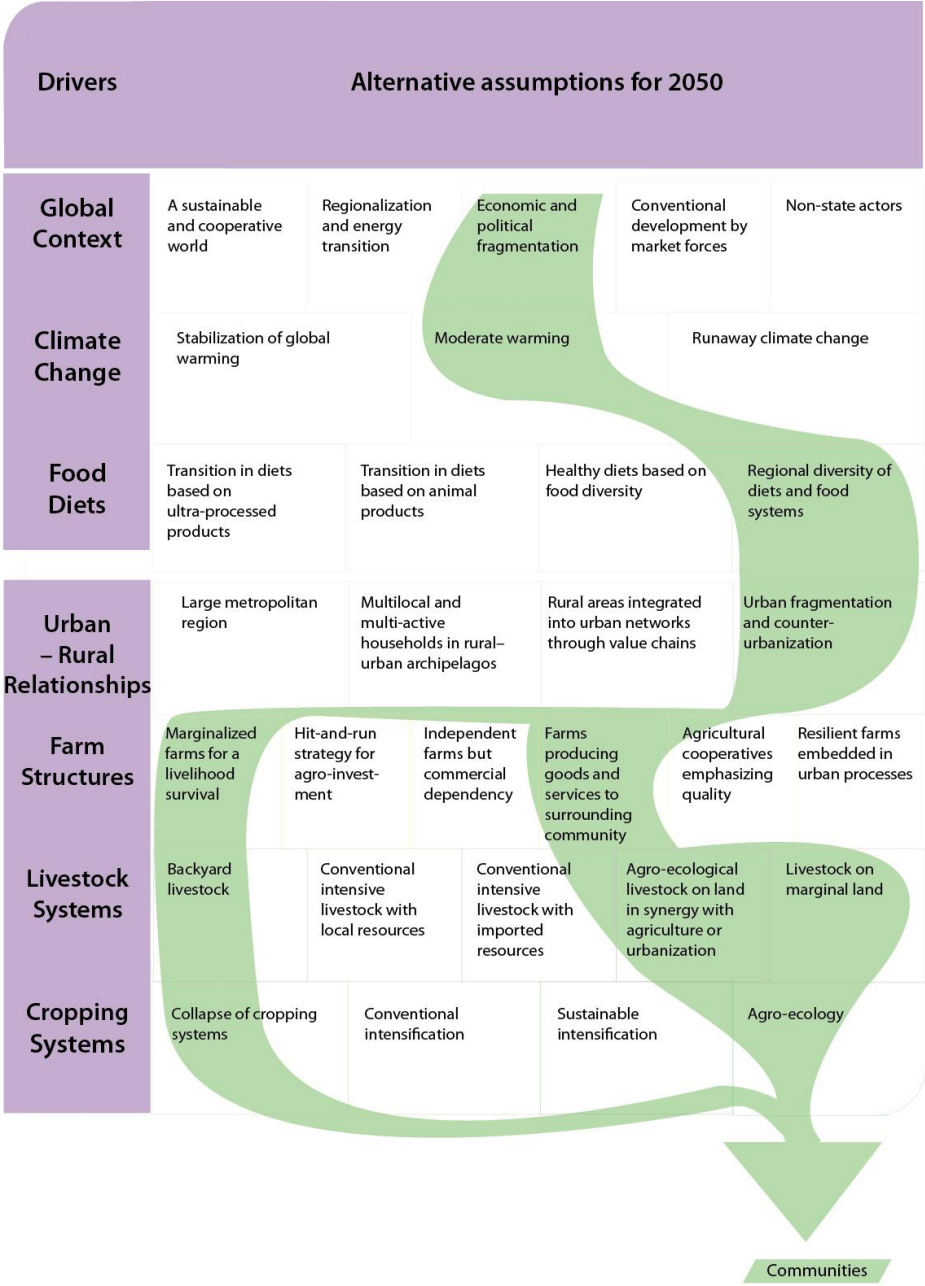 Drivers
Alternative assumptions for 2050
Global
Context
A sustainable
and cooperative
world
Regionalization
and energy
transition
Economic and
political
fragmentation
Conventional
development by
market forces
Non-state actors
Climate
Change
Stabilization of global
warming
Moderate warming
Runaway climate change
Food
Diets
Transition in diets
based on
ultra-processed
products
Transition in diets
based on animal
products
Healthy diets based on
food diversity
Regional diversity of
diets and food
systems
Urban
– Rural
Relationships
Large metropolitan
region
Multilocal and
multi-active
households in rural–
urban archipelagos
Rural areas integrated
into urban networks
through value chains
Urban fragmentation
and counter-
urbanization
Farm
Structures
Marginalized
farms for a
livelihood
survival
Hit-and-run
strategy for
agro-invest-
ment
Independent
farms but
commercial
dependency
Farms
producing
goods and
services to
surrounding
community
Agricultural
cooperatives
emphasizing
quality
Resilient farms
embedded in
urban processes
Livestock
Systems
Backyard
livestock
Conventional
intensive
livestock with
local resources
Conventional
intensive
livestock with
imported
resources
Agro-ecological
livestock on land
in synergy with
agriculture or
urbanization
Livestock on
marginal land
Cropping
Systems
Collapse of cropping
systems
Conventional
intensification
Sustainable
intensification
Agro-ecology
Communities